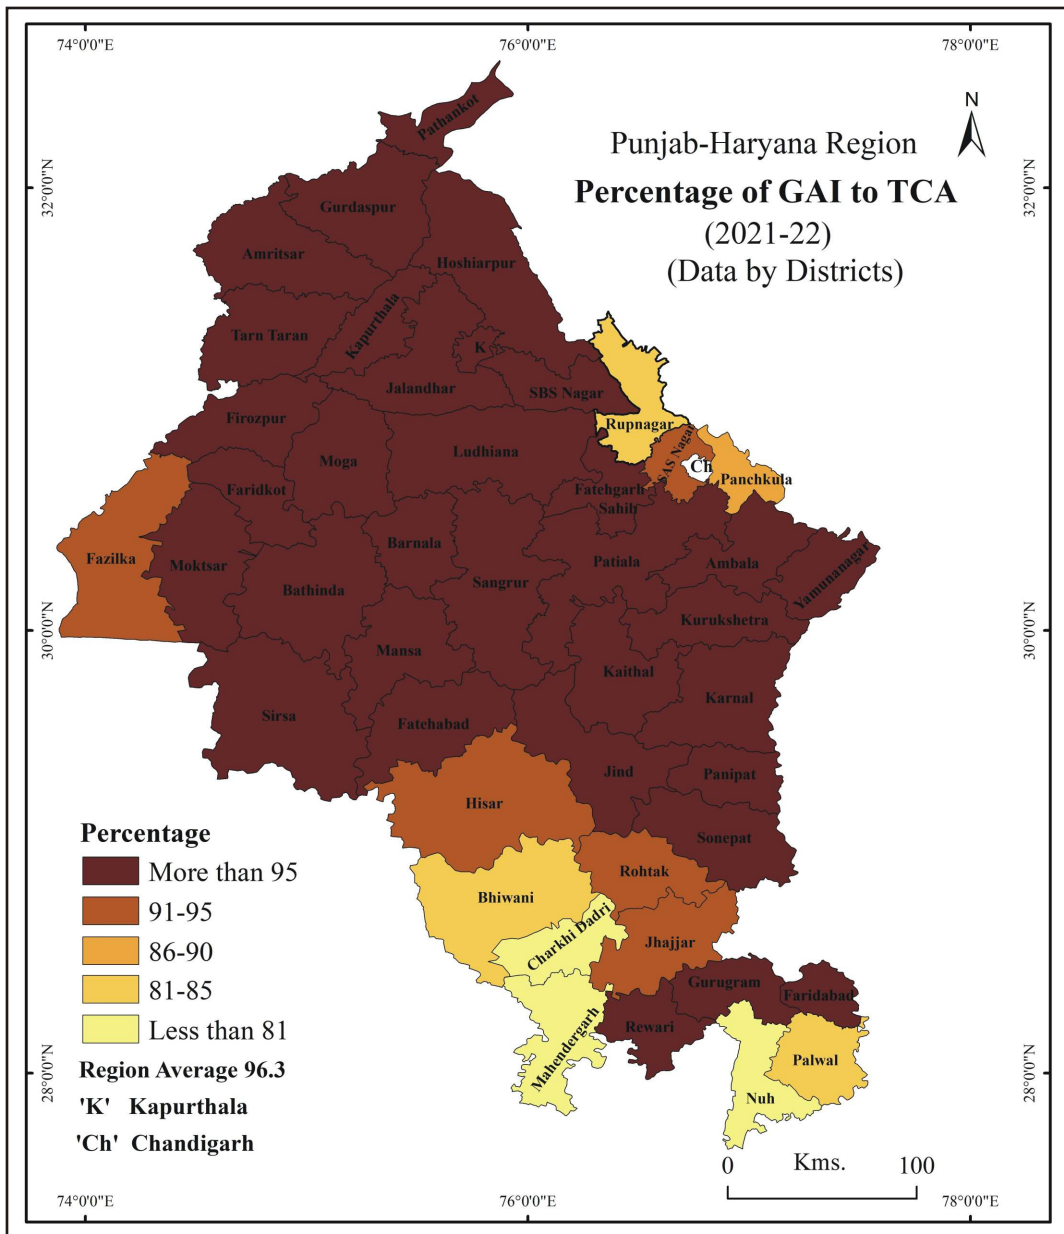 74°0'0"E 76°0'0"E 78°0'0"E
N
Punjab-Haryana Region
Percentage of GAI to TCA
(2021-22)
(Data by Districts)
32°0'0"N 32°0'0"N
Pathankot
Gurdaspur
Amritsar
Hoshiarpur
Kapurthala
Tarn Taran
K
Jalandhar
SBS Nagar
Firozpur
Rupnagar
Ludhiana
Moga
SAS Nagar
Ch
Panchkula
Faridkot
Fatehgarh
Sahib
Fazilka
Moktsar
Barnala
Patiala
Ambala
Yamunanagar
Bathinda
Sangrur
Kurukshetra
30°0'0"N 30°0'0"N
Mansa
Kaithal
Karnal
Sirsa
Fatehabad
Jind
Panipat
Hisar
Sonepat
Rohtak
Bhiwani
Charkhi Dadri
Jhajjar
Gurugram
Faridabad
Rewari
Mahendergarh
Palwal
Nuh
Percentage
More than 95
91-95
86-90
81-85
Less than 81
Region Average 96.3
'K' Kapurthala
'Ch' Chandigarh
28°0'0"N 28°0'0"N
0 Kms. 100
74°0'0"E 76°0'0"E 78°0'0"E